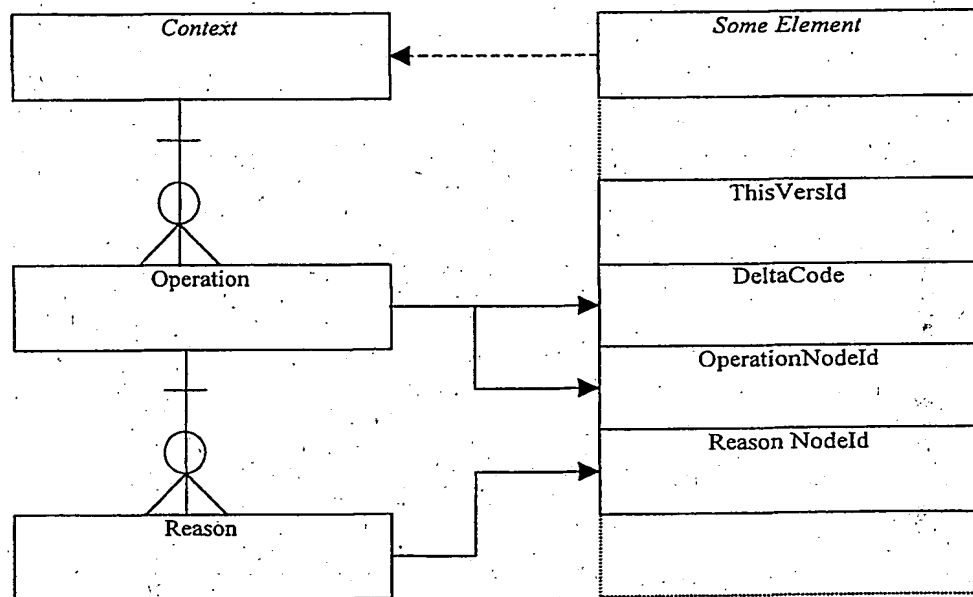 Context
Some Element
ThisVersId
Operation
DeltaCode
OperationNodeId
Reason NodeId
Reason